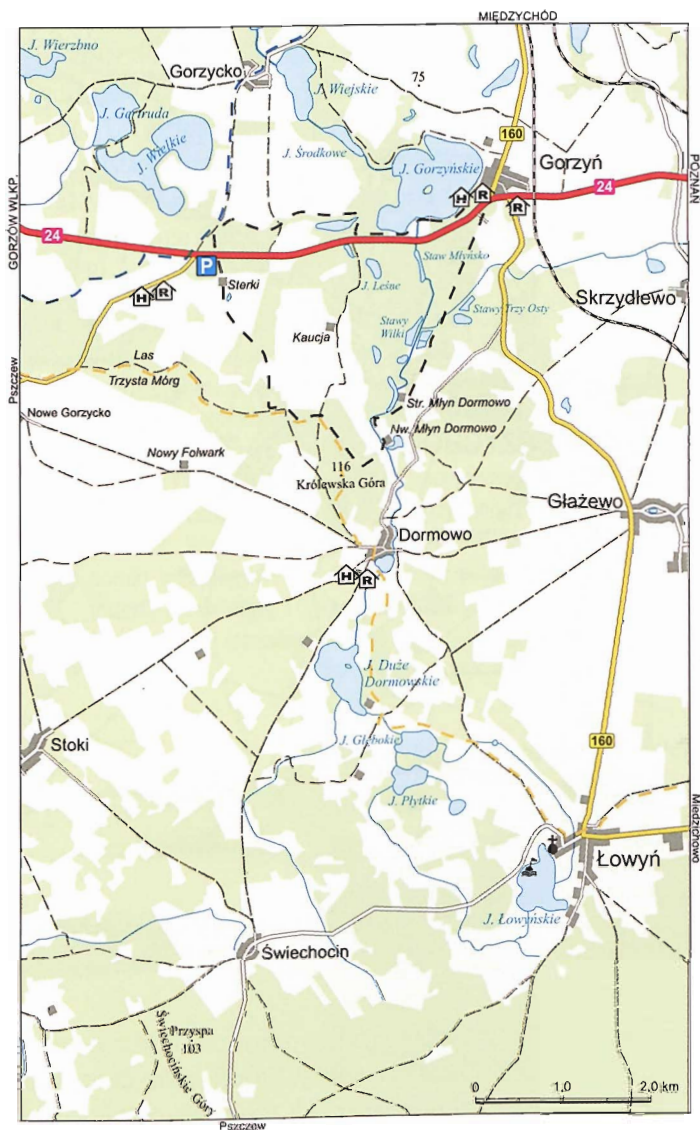 MIĘDZYCHÓD
J. Wierzbno
Gorzycko
75
J. Wiejskie
J. Gertruda
160
J. Wielkie
J. Środkowe
J. Gorzyńskie
Gorzyń
POZNAŃ
H
R
24
R
GORZÓW WLKP.
24
Staw Młyńsko
P
Sterki
J. Leśne
Skrzydlewo
H
R
Stawy Trzy Osty
Stawy
Wilki
Kaucja
Las
Trzysta Mórg
Pszczew
Str. Młyn Dormowo
Nowe Gorzycko
Nw. Młyn Dormowo
Nowy Folwark
116
Królewska Góra
Głażewo
Dormowo
H
R
J. Duże
Dormowskie
Stoki
J. Głębokie
160
J. Płytkie
Miedzichowo
Łowyń
J. Łowyńskie
Świechocin
Świechocińskie Góry
Przyspa
103
0 1,0 2,0 km
Pszczew